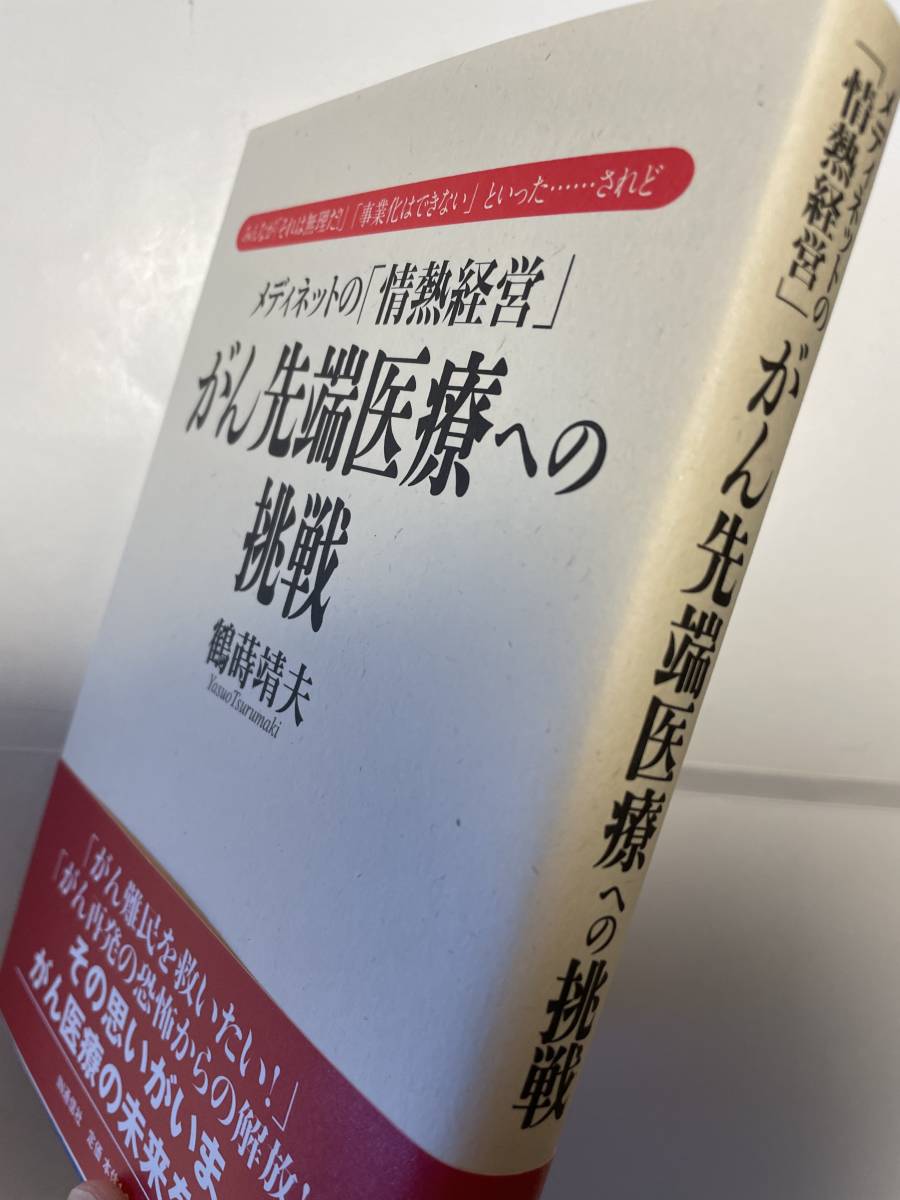 みんなが「それは無理だ!」「事業化はできない」といった……されど
メディネットの「情熱経営」
がん先端医療への
挑戦
鶴蒔靖夫
Yasuo Tsurumaki
「がん難民を救いたい!」
「がん再発の恐怖からの解放!
その思いがいま、
がん医療の未来を
定価 本体
メディネットの
「情熱経営」
がん先端医療への挑戦